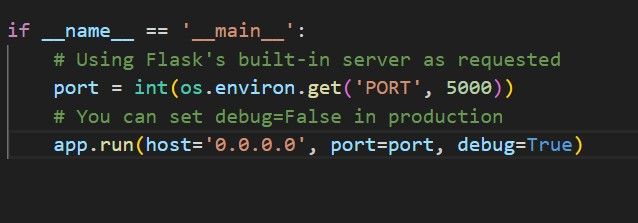 if __name__ == '__main__':
    # Using Flask's built-in server as requested
    port = int(os.environ.get('PORT', 5000))
    # You can set debug=False in production
    app.run(host='0.0.0.0', port=port, debug=True)